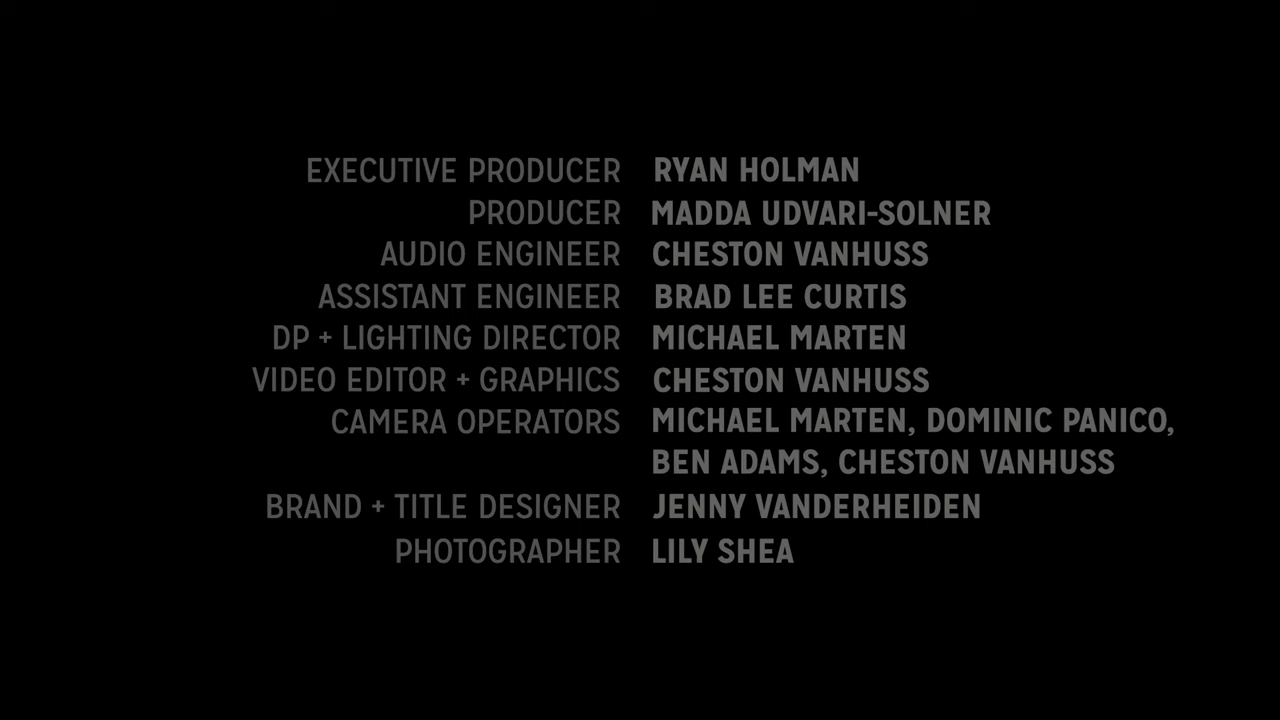 EXECUTIVE PRODUCER RYAN HOLMAN
PRODUCER MADDA UDVARI-SOLNER
AUDIO ENGINEER CHESTON VANHUSS
ASSISTANT ENGINEER BRAD LEE CURTIS
DP + LIGHTING DIRECTOR MICHAEL MARTEN
VIDEO EDITOR + GRAPHICS CHESTON VANHUSS
CAMERA OPERATORS MICHAEL MARTEN, DOMINIC PANICO,
BEN ADAMS, CHESTON VANHUSS
BRAND + TITLE DESIGNER JENNY VANDERHEIDEN
PHOTOGRAPHER LILY SHEA